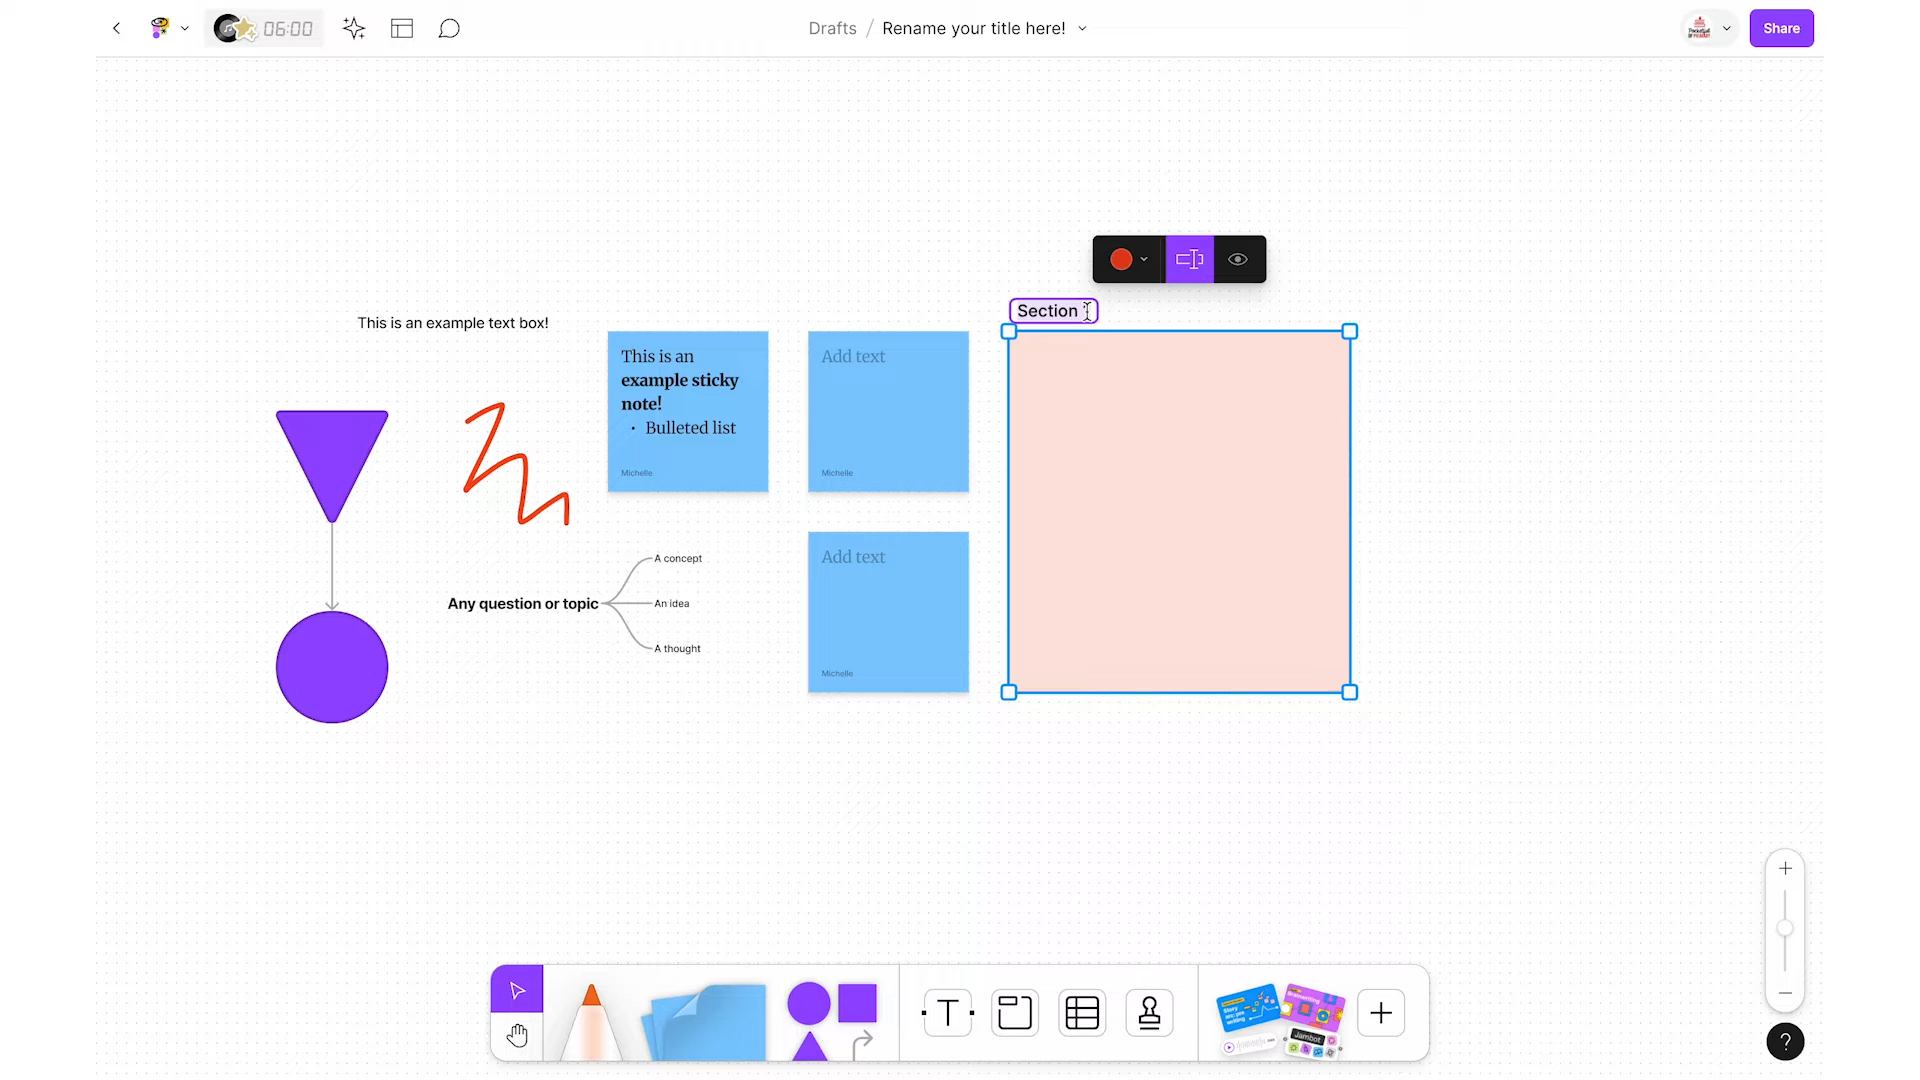 06:00
Drafts / Rename your title here!
Share
Section
This is an example text box!
This is an
example sticky
note!
• Bulleted list
Michelle
Add text
Michelle
A concept
Any question or topic
An idea
A thought
Add text
Michelle
T
Jambot
?